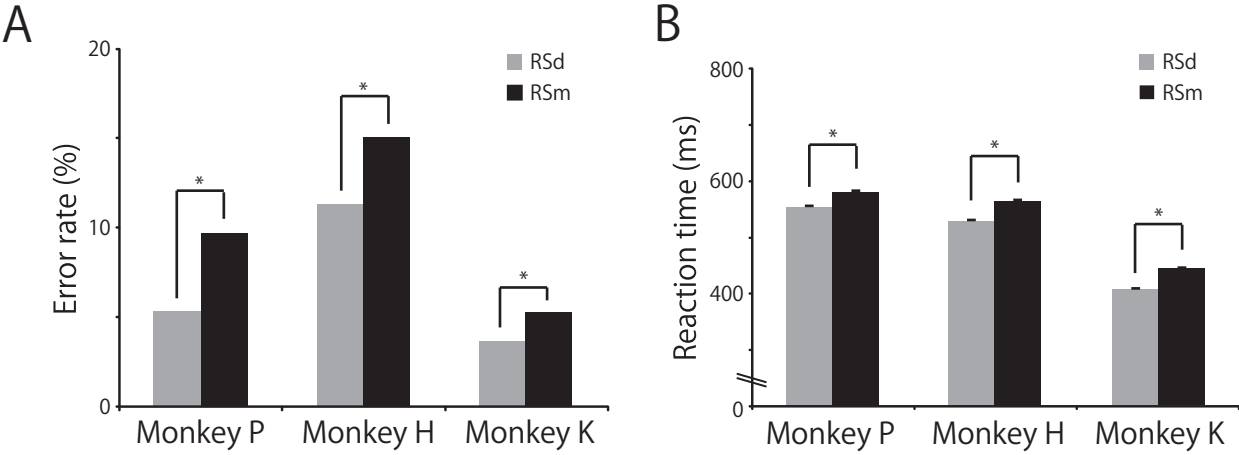 A
Error rate (%)
20
10
0
RSd
RSm
*
*
*
Monkey P
Monkey H
Monkey K
B
Reaction time (ms)
800
600
400
0
RSd
RSm
*
*
*
Monkey P
Monkey H
Monkey K